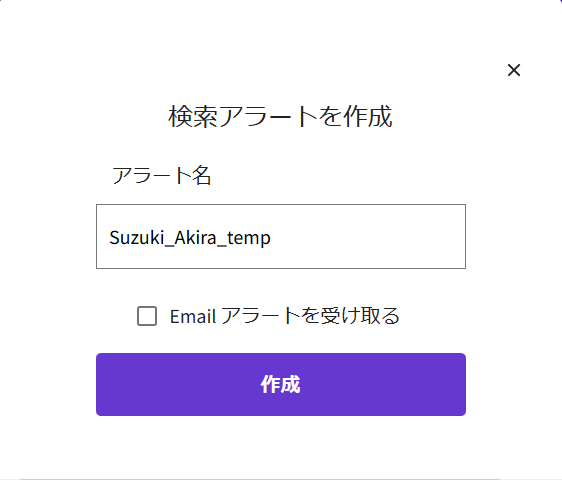 検索アラートを作成
アラート名
Suzuki_Akira_temp
Email アラートを受け取る
作成